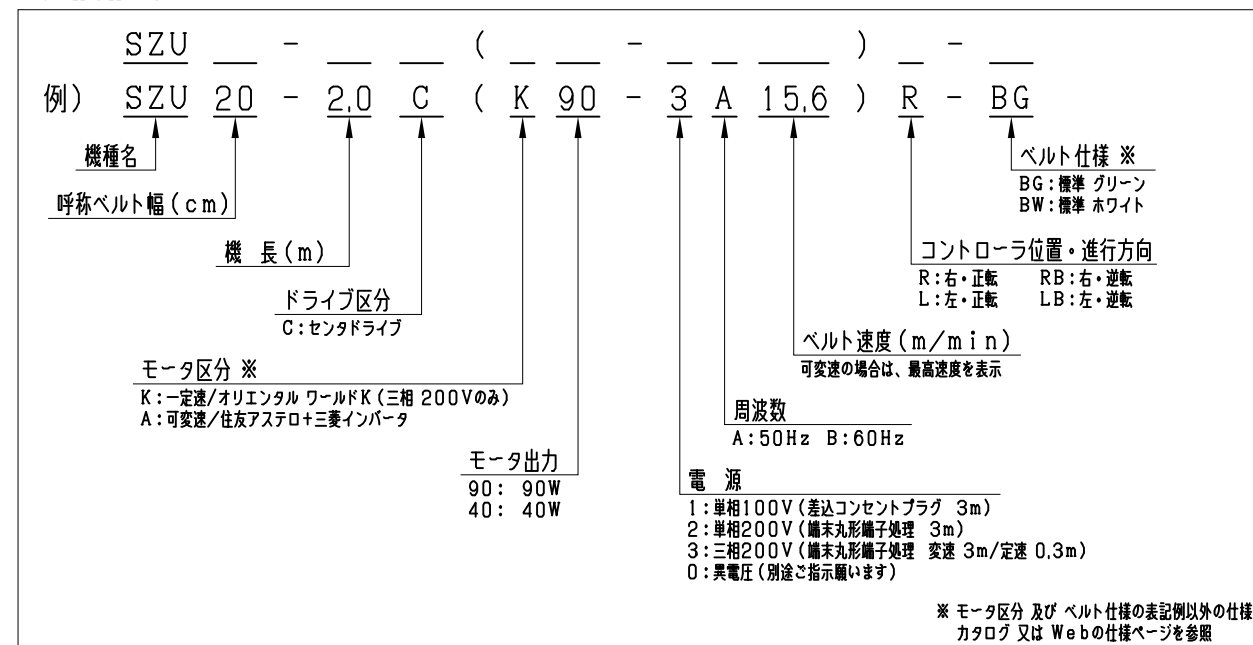 SZU - ( - ) -
例) SZU 20 - 2.0 C ( K 90 - 3 A 15.6 ) R - BG
機種名
ベルト仕様 ※
BG:標準 グリーン
BW:標準 ホワイト
呼称ベルト幅(cm)
機 長(m)
コントローラ位置・進行方向
R:右・正転 RB:右・逆転
L:左・正転 LB:左・逆転
ドライブ区分
C:センタドライブ
ベルト速度(m/min)
可変速の場合は、最高速度を表示
モータ区分 ※
K:一定速/オリエンタル ワールドK(三相 200Vのみ)
A:可変速/住友アステロ+三菱インバータ
周波数
A:50Hz B:60Hz
モータ出力
90: 90W
40: 40W
電 源
1:単相100V(差込コンセントプラグ 3m)
2:単相200V(端末丸形端子処理 3m)
3:三相200V(端末丸形端子処理 変速 3m/定速 0.3m)
0:異電圧(別途ご指示願います)
※ モータ区分 及び ベルト仕様の表記例以外の仕様
カタログ 又は Webの仕様ページを参照